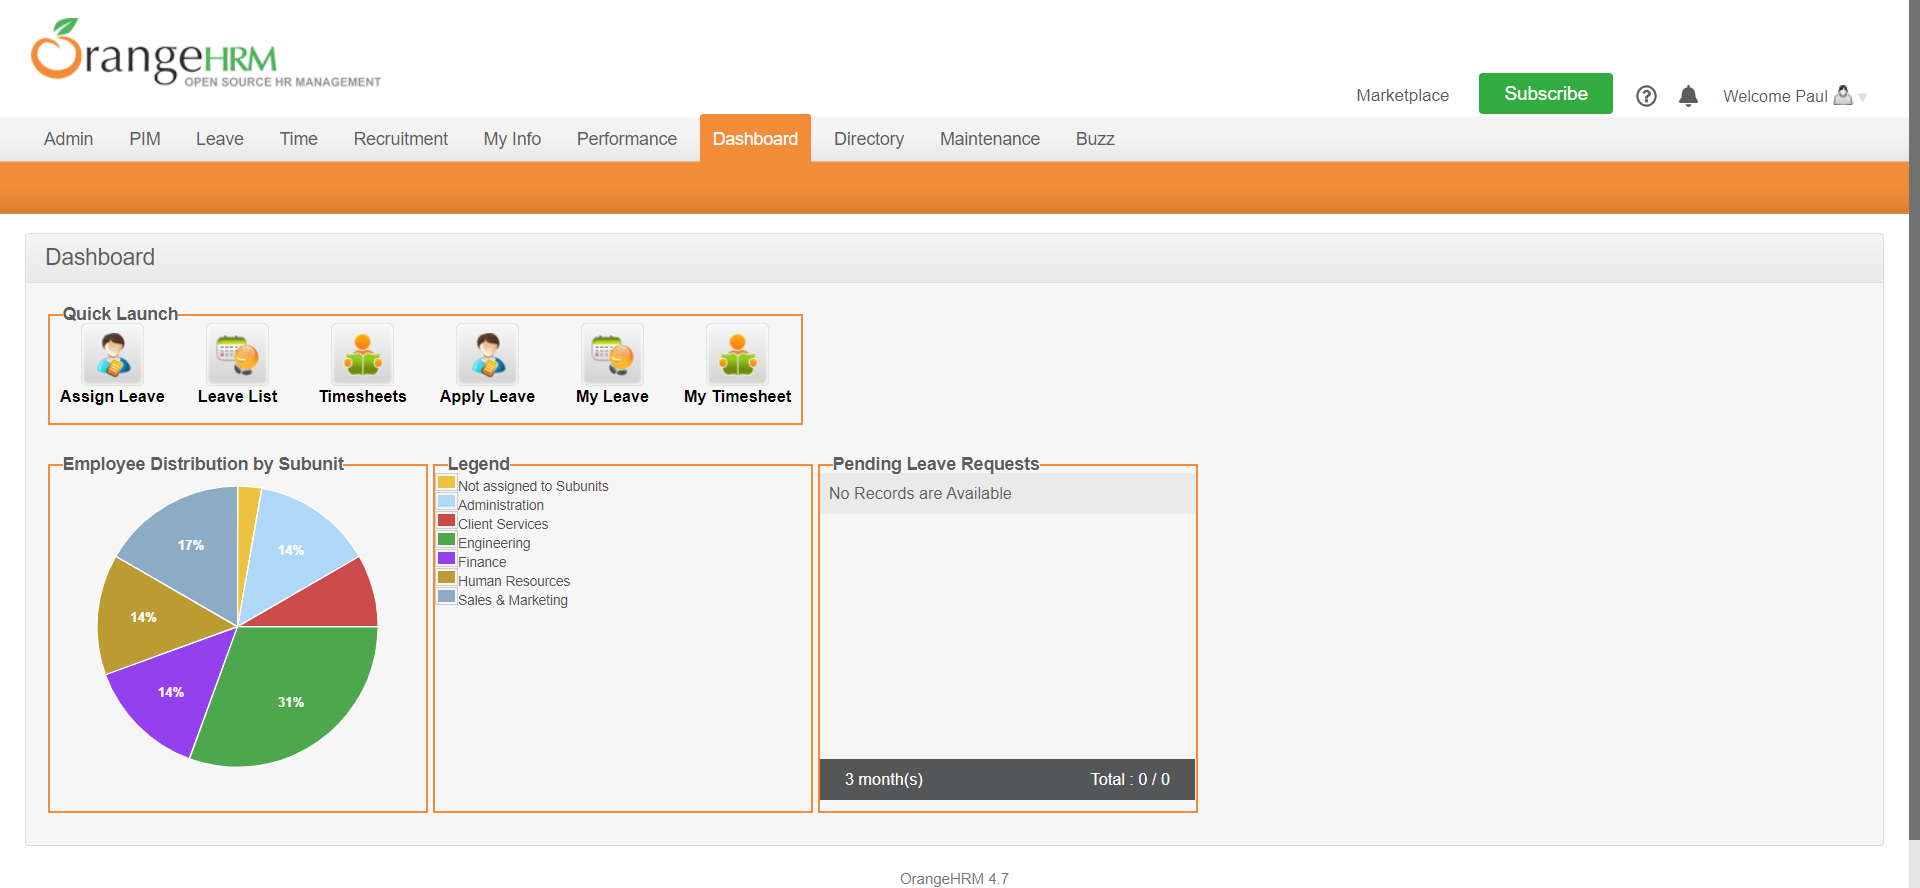 OrangeHRM
OPEN SOURCE HR MANAGEMENT
Marketplace
Subscribe
Welcome Paul
Admin PIM Leave Time Recruitment My Info Performance Dashboard Directory Maintenance Buzz
Dashboard
Quick Launch
Assign Leave Leave List Timesheets Apply Leave My Leave My Timesheet
Employee Distribution by Subunit
17%
14%
14%
14%
31%
Legend
Not assigned to Subunits
Administration
Client Services
Engineering
Finance
Human Resources
Sales & Marketing
Pending Leave Requests
No Records are Available
3 month(s) Total : 0 / 0
OrangeHRM 4.7